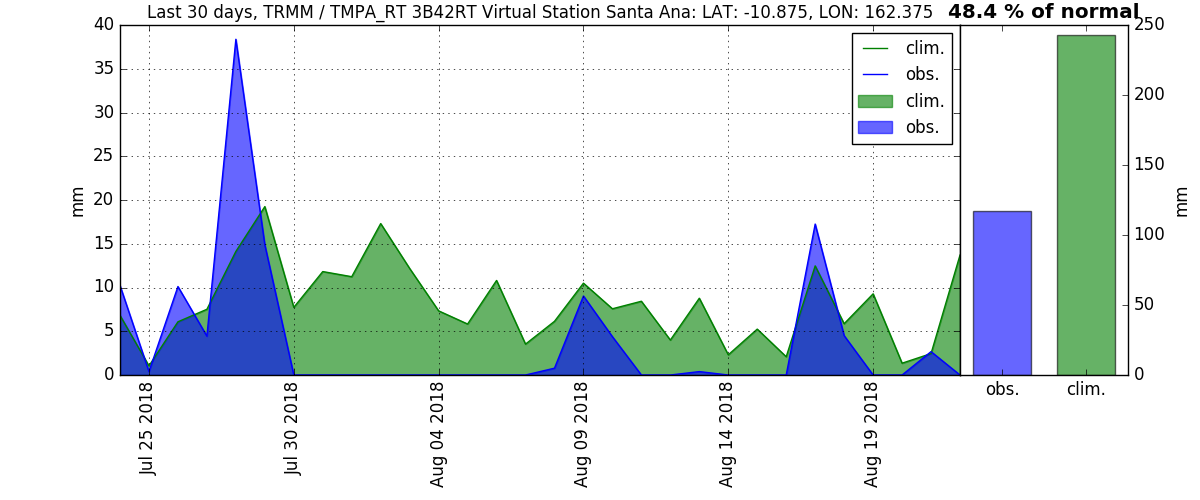 Last 30 days, TRMM / TMPA_RT 3B42RT Virtual Station Santa Ana: LAT: -10.875, LON: 162.375
48.4 % of normal
mm
40
35
30
25
20
15
10
5
0
clim.
obs.
clim.
obs.
Jul 25 2018
Jul 30 2018
Aug 04 2018
Aug 09 2018
Aug 14 2018
Aug 19 2018
obs.
clim.
250
200
150
100
50
0
mm